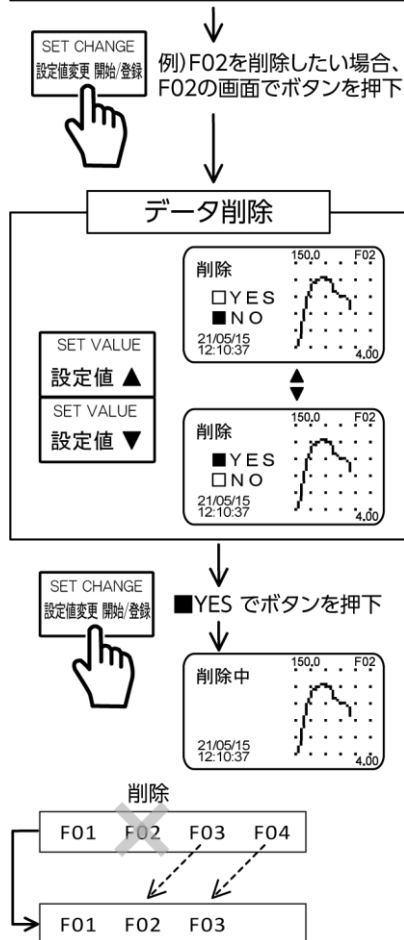 SET CHANGE
設定値変更 開始/登録
例)F02を削除したい場合、
F02の画面でボタンを押下
データ削除
150.0 F02
削除
□YES
■NO
21/05/15
12:10:37
4.00
SET VALUE
設定値 ▲
SET VALUE
設定値 ▼
▲
▼
150.0 F02
削除
■YES
□NO
21/05/15
12:10:37
4.00
SET CHANGE
設定値変更 開始/登録
■YES でボタンを押下
150.0 F02
削除中
21/05/15
12:10:37
4.00
削除
F01 F02 F03 F04
F01 F02 F03